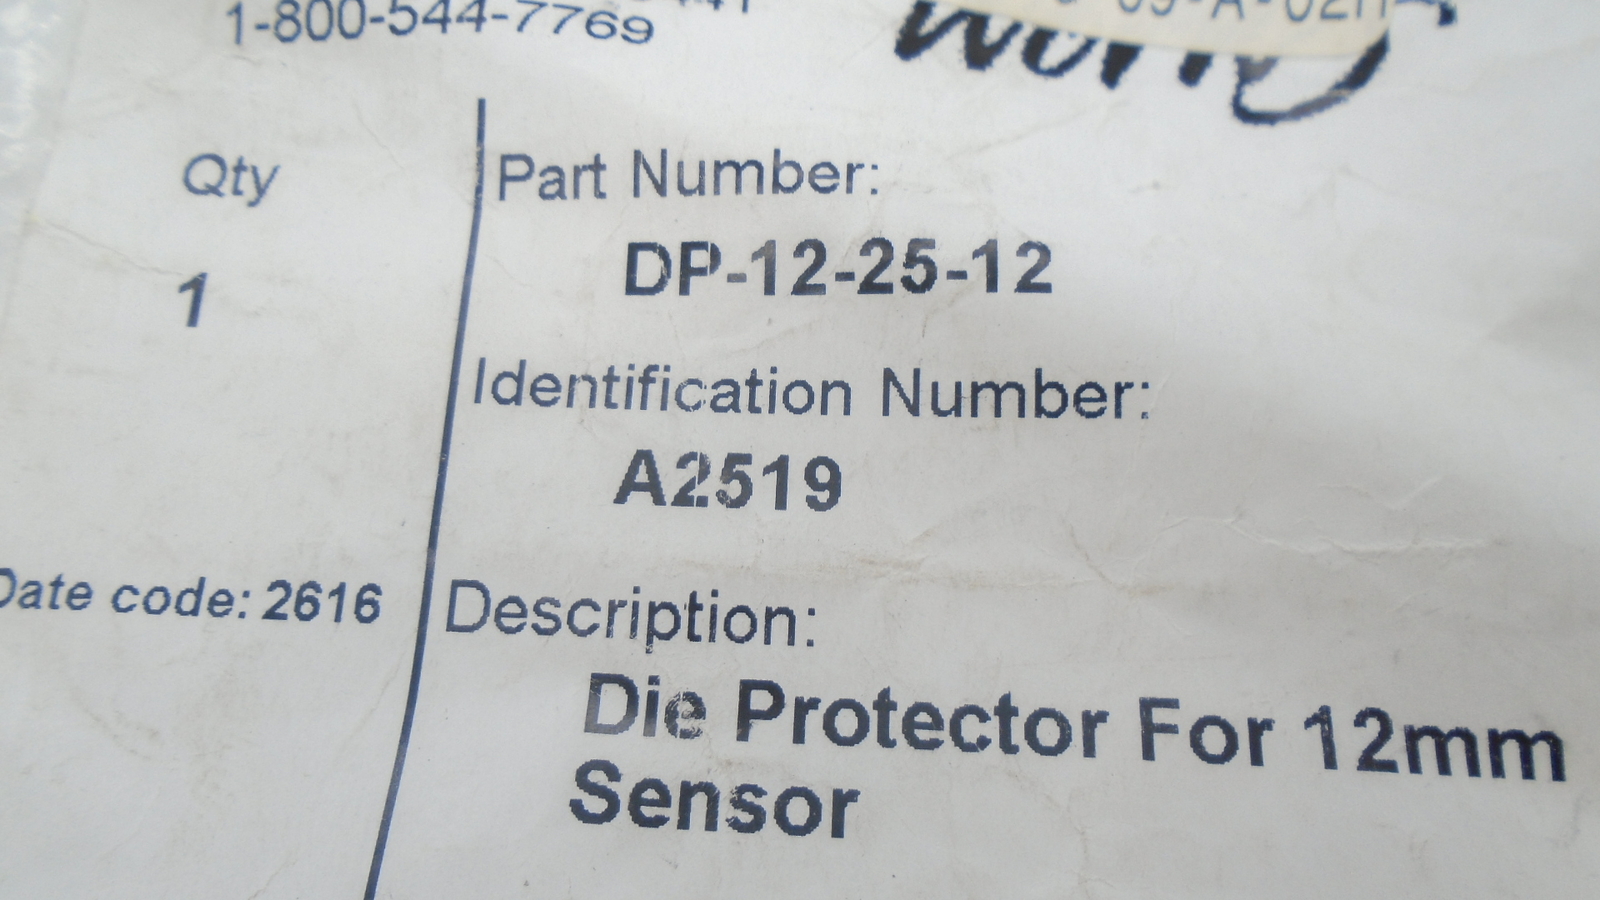 1-800-544-7769
Qty
1
Part Number:
DP-12-25-12
Identification Number:
A2519
Date code: 2616
Description:
Die Protector For 12mm
Sensor